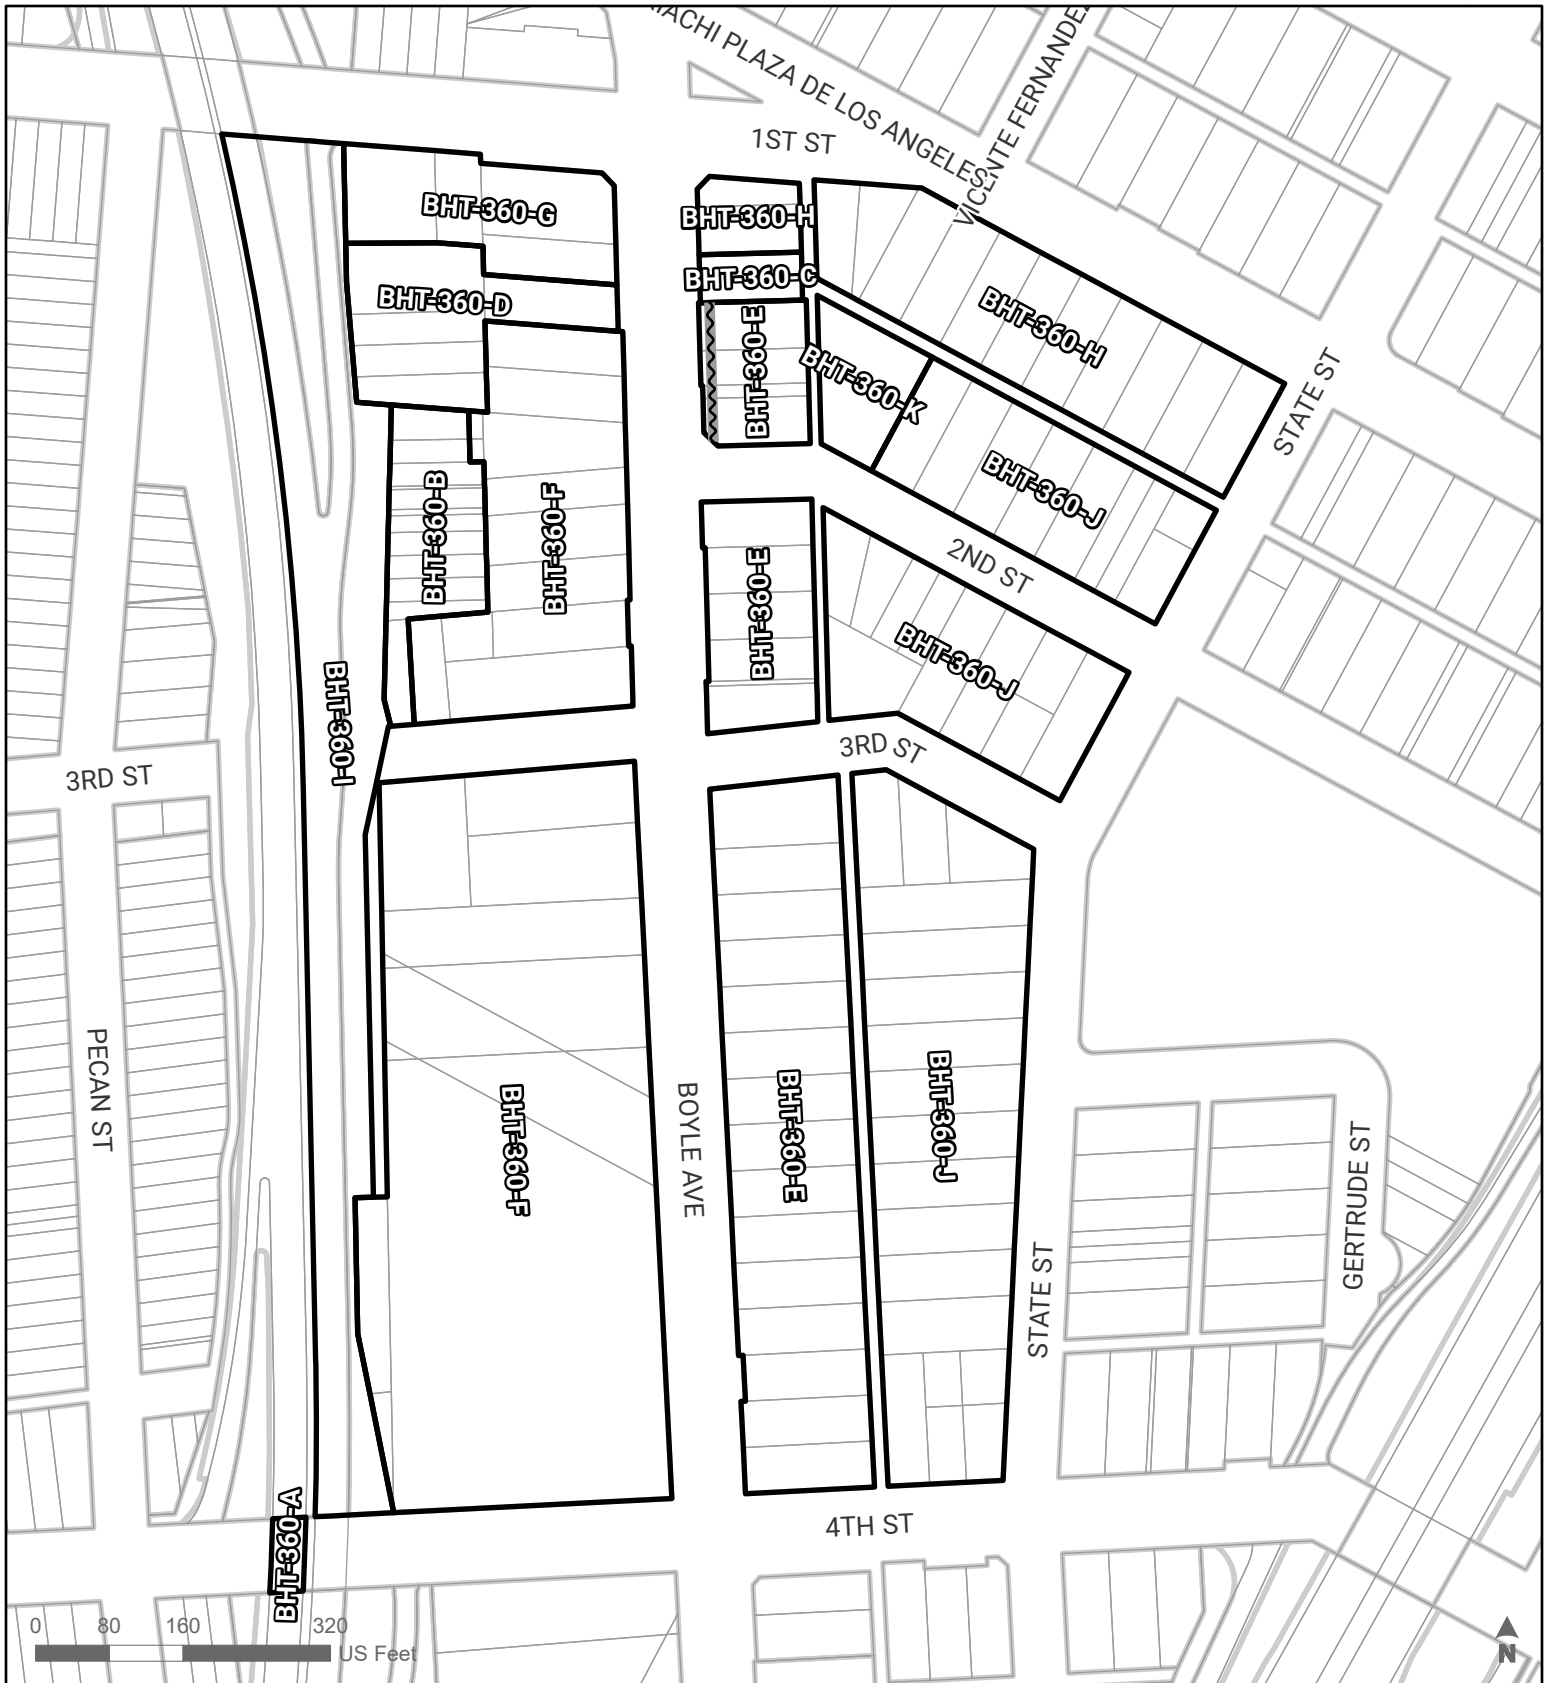 PLAZA DE LOS ANGELES
VICENTE
1ST ST
BHT-360-G
BHT-360-H
BHT-360-C
BHT-360-D
BHT-360-E
BHT-360-H
BHT-360-K
STATE ST
BHT-360-J
BHT-360-B
BHT-360-F
2ND ST
BHT-360-E
BHT-360-J
BHT-360-I
3RD ST
3RD ST
PECAN ST
BHT-360-F
BOYLE AVE
BHT-360-E
BHT-360-J
GERTRUDE ST
STATE ST
4TH ST
BHT-360-A
0 80 160 320
US Feet
N